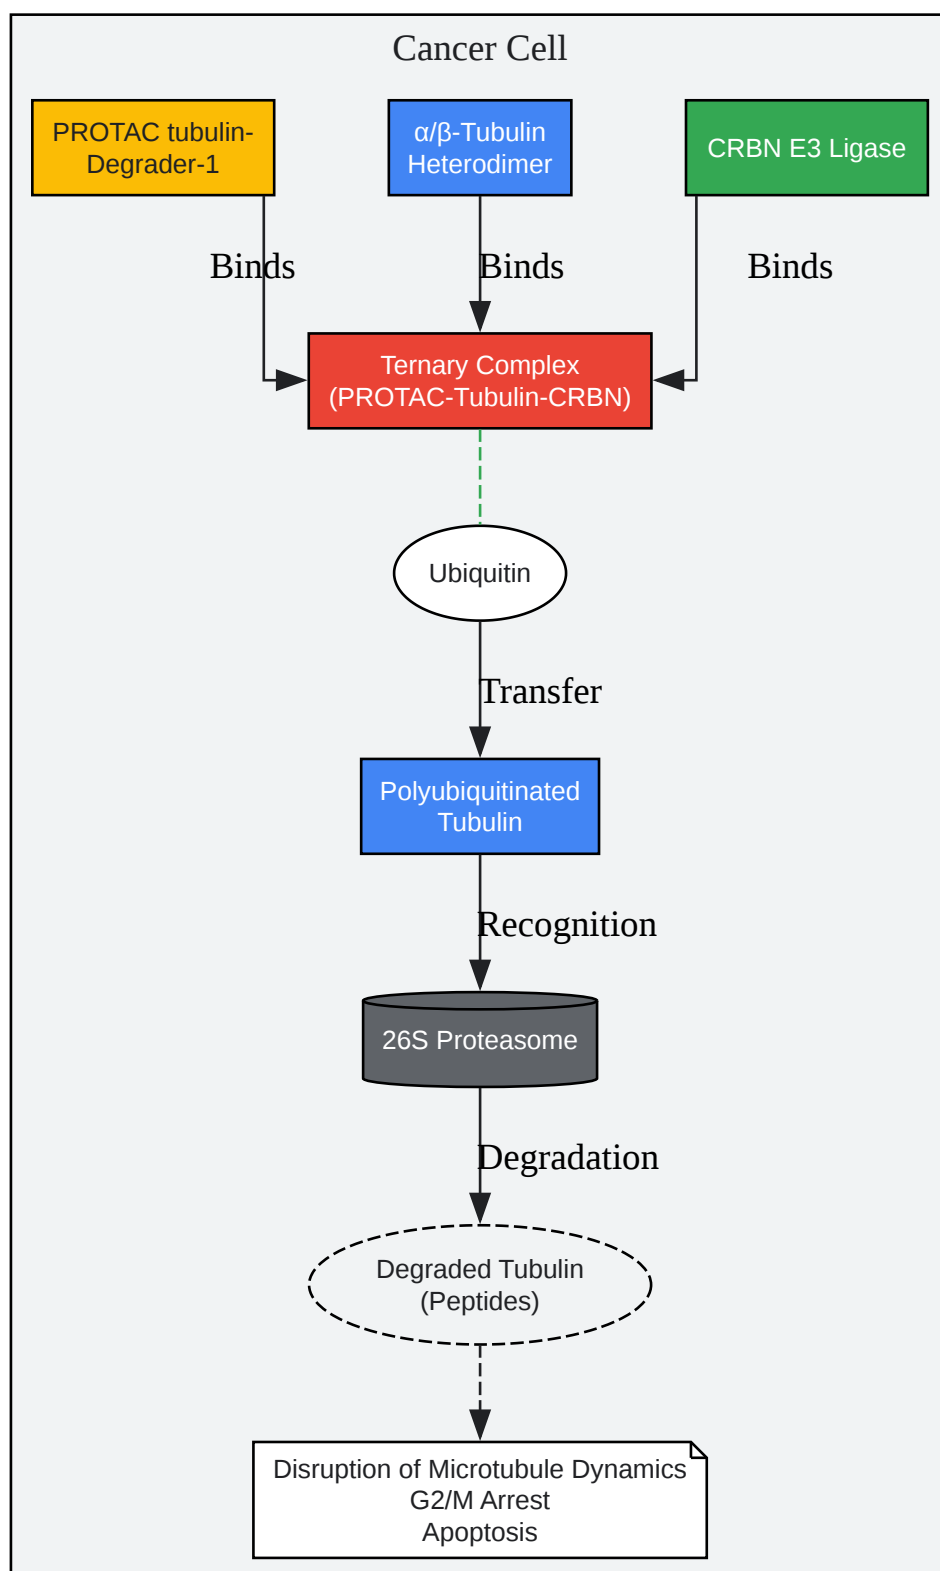 Cancer Cell
PROTAC tubulin-
Degrader-1
α/β-Tubulin
Heterodimer
CRBN E3 Ligase
Binds
Binds
Binds
Ternary Complex
(PROTAC-Tubulin-CRBN)
Ubiquitin
Transfer
Polyubiquitinated
Tubulin
Recognition
26S Proteasome
Degradation
Degraded Tubulin
(Peptides)
Disruption of Microtubule Dynamics
G2/M Arrest
Apoptosis